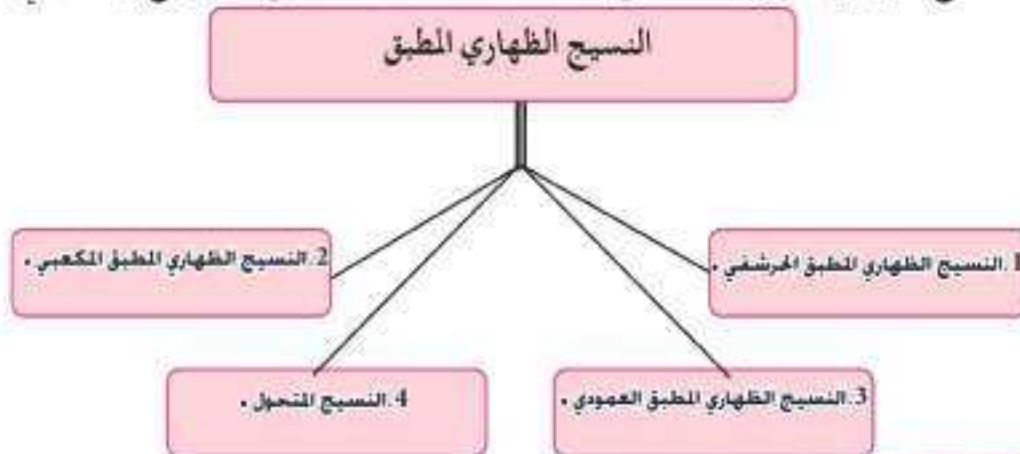 النسيج الظهاري المطبق
1.النسيج الظهاري المطبق الحرشفي .
2.النسيج الظهاري المطبق المكعبي .
3.النسيج الظهاري المطبق العمودي .
4.النسيج المتحول .